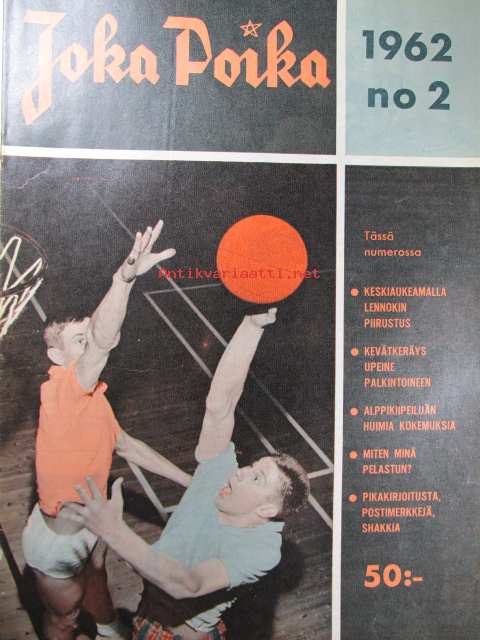 Joka Poika
1962
no 2
Antikvariaatti.net
Tässä
numerossa
KESKIAUKEAMALLA
LENNOKIN
PIIRUSTUS
KEVÄTKERÄYS
UPEINE
PALKINTOINEEN
ALPPIKIIPEILIJÄN
HUIMIA KOKEMUKSIA
MITEN MINÄ
PELASTUN?
PIKAKIRJOITUSTA,
POSTIMERKKEJÄ,
SHAKKIA
50:-